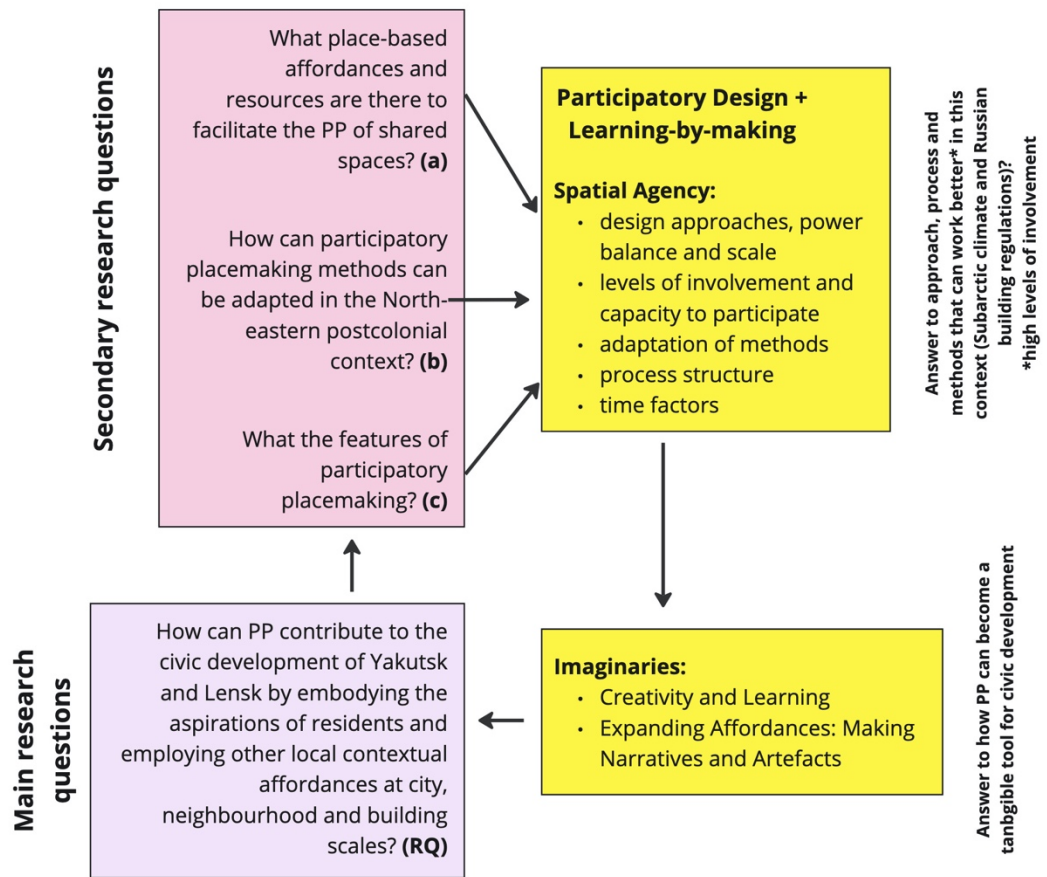 Secondary research questions
What place-based
affordances and
resources are there to
facilitate the PP of shared
spaces? (a)
How can participatory
placemaking methods can
be adapted in the North-
eastern postcolonial
context? (b)
What the features of
participatory
placemaking? (c)
Participatory Design +
Learning-by-making
Spatial Agency:
• design approaches, power
balance and scale
• levels of involvement and
capacity to participate
• adaptation of methods
• process structure
• time factors
Answer to approach, process and
methods that can work better* in this
context (Subarctic climate and Russian
building regulations)?
*high levels of involvement
Main research
questions
How can PP contribute to the
civic development of Yakutsk
and Lensk by embodying the
aspirations of residents and
employing other local contextual
affordances at city,
neighbourhood and building
scales? (RQ)
Imaginaries:
• Creativity and Learning
• Expanding Affordances: Making
Narratives and Artefacts
Answer to how PP can become a
tanbgible tool for civic development